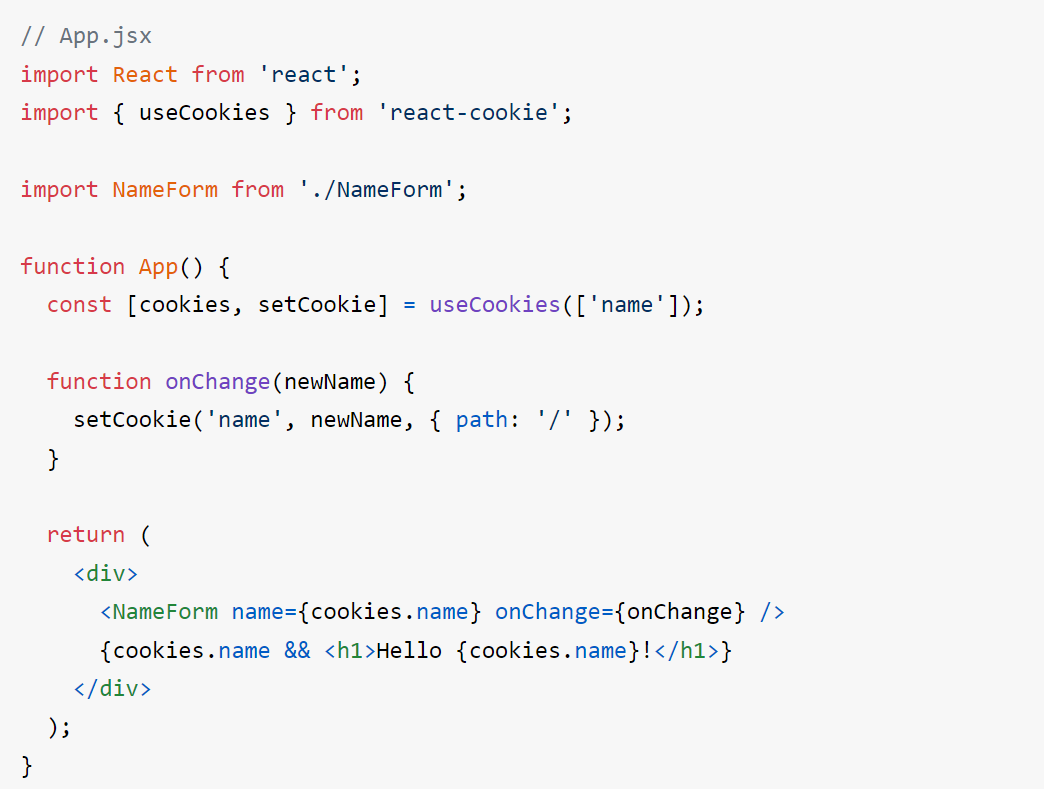 // App.jsx
import React from 'react';
import { useCookies } from 'react-cookie';

import NameForm from './NameForm';

function App() {
  const [cookies, setCookie] = useCookies(['name']);

  function onChange(newName) {
    setCookie('name', newName, { path: '/' });
  }

  return (
    <div>
      <NameForm name={cookies.name} onChange={onChange} />
      {cookies.name && <h1>Hello {cookies.name}!</h1>}
    </div>
  );
}